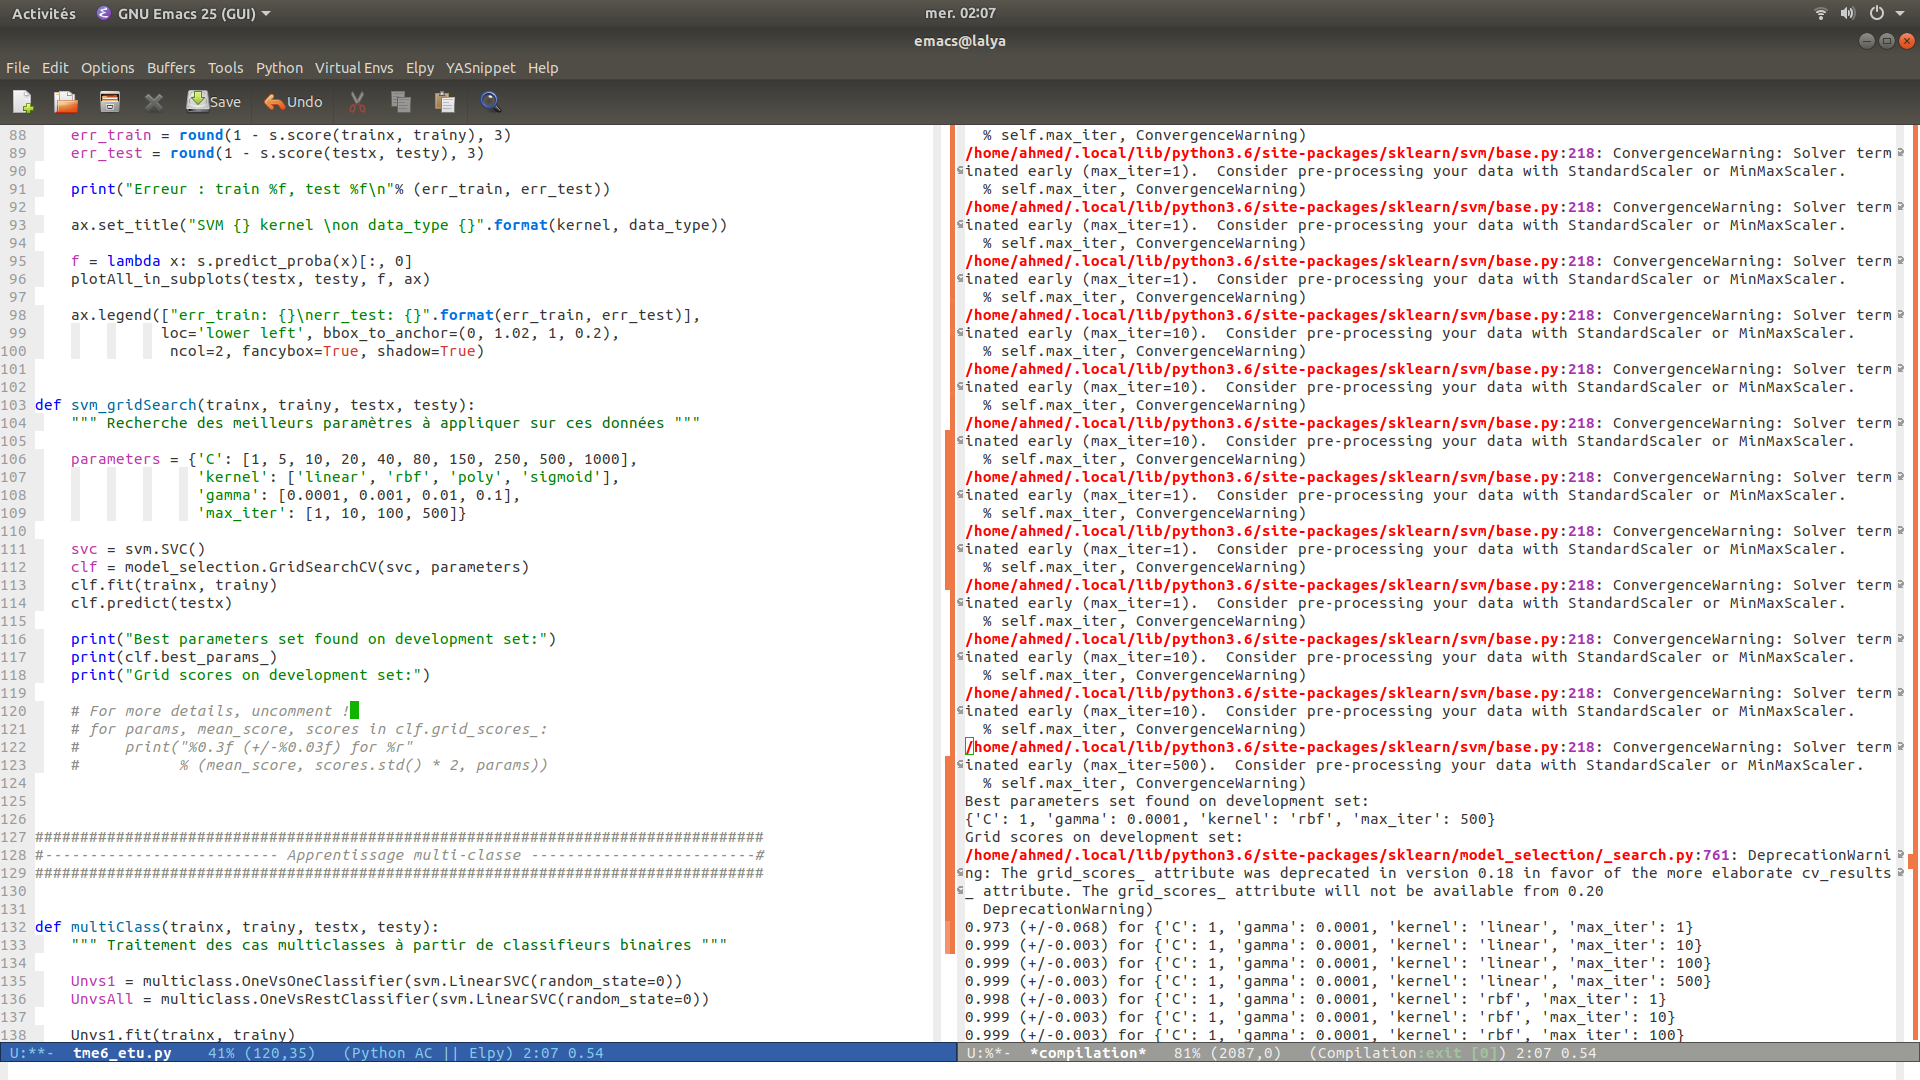 Activités GNU Emacs 25 (GUI) mer. 02:07
emacs@lalya
File Edit Options Buffers Tools Python Virtual Envs Elpy YASnippet Help
Save Undo
88     err_train = round(1 - s.score(trainx, trainy), 3)
89     err_test = round(1 - s.score(testx, testy), 3)
90
91     print("Erreur : train %f, test %f\n"% (err_train, err_test))
92
93     ax.set_title("SVM {} kernel \non data_type {}".format(kernel, data_type))
94
95     f = lambda x: s.predict_proba(x)[:, 0]
96     plotAll_in_subplots(testx, testy, f, ax)
97
98     ax.legend(["err_train: {}\nerr_test: {}".format(err_train, err_test)],
99               loc='lower left', bbox_to_anchor=(0, 1.02, 1, 0.2),
100               ncol=2, fancybox=True, shadow=True)
101
102
103 def svm_gridSearch(trainx, trainy, testx, testy):
104     """ Recherche des meilleurs paramètres à appliquer sur ces données """
105
106     parameters = {'C': [1, 5, 10, 20, 40, 80, 150, 250, 500, 1000],
107                   'kernel': ['linear', 'rbf', 'poly', 'sigmoid'],
108                   'gamma': [0.0001, 0.001, 0.01, 0.1],
109                   'max_iter': [1, 10, 100, 500]}
110
111     svc = svm.SVC()
112     clf = model_selection.GridSearchCV(svc, parameters)
113     clf.fit(trainx, trainy)
114     clf.predict(testx)
115
116     print("Best parameters set found on development set:")
117     print(clf.best_params_)
118     print("Grid scores on development set:")
119
120     # For more details, uncomment !
121     # for params, mean_score, scores in clf.grid_scores_:
122     #     print("%0.3f (+/-%0.03f) for %r"
123     #           % (mean_score, scores.std() * 2, params))
124
125
126
127 #################################################################################
128 #-------------------------- Apprentissage multi-classe -------------------------#
129 #################################################################################
130
131
132 def multiClass(trainx, trainy, testx, testy):
133     """ Traitement des cas multiclasses à partir de classifieurs binaires """
134
135     Unvs1 = multiclass.OneVsOneClassifier(svm.LinearSVC(random_state=0))
136     UnvsAll = multiclass.OneVsRestClassifier(svm.LinearSVC(random_state=0))
137
138     Unvs1.fit(trainx, trainy)
U:**-  tme6_etu.py    41% (120,35)   (Python AC || Elpy) 2:07 0.54
  % self.max_iter, ConvergenceWarning)
/home/ahmed/.local/lib/python3.6/site-packages/sklearn/svm/base.py:218: ConvergenceWarning: Solver term
inated early (max_iter=1).  Consider pre-processing your data with StandardScaler or MinMaxScaler.
  % self.max_iter, ConvergenceWarning)
/home/ahmed/.local/lib/python3.6/site-packages/sklearn/svm/base.py:218: ConvergenceWarning: Solver term
inated early (max_iter=1).  Consider pre-processing your data with StandardScaler or MinMaxScaler.
  % self.max_iter, ConvergenceWarning)
/home/ahmed/.local/lib/python3.6/site-packages/sklearn/svm/base.py:218: ConvergenceWarning: Solver term
inated early (max_iter=1).  Consider pre-processing your data with StandardScaler or MinMaxScaler.
  % self.max_iter, ConvergenceWarning)
/home/ahmed/.local/lib/python3.6/site-packages/sklearn/svm/base.py:218: ConvergenceWarning: Solver term
inated early (max_iter=10).  Consider pre-processing your data with StandardScaler or MinMaxScaler.
  % self.max_iter, ConvergenceWarning)
/home/ahmed/.local/lib/python3.6/site-packages/sklearn/svm/base.py:218: ConvergenceWarning: Solver term
inated early (max_iter=10).  Consider pre-processing your data with StandardScaler or MinMaxScaler.
  % self.max_iter, ConvergenceWarning)
/home/ahmed/.local/lib/python3.6/site-packages/sklearn/svm/base.py:218: ConvergenceWarning: Solver term
inated early (max_iter=10).  Consider pre-processing your data with StandardScaler or MinMaxScaler.
  % self.max_iter, ConvergenceWarning)
/home/ahmed/.local/lib/python3.6/site-packages/sklearn/svm/base.py:218: ConvergenceWarning: Solver term
inated early (max_iter=1).  Consider pre-processing your data with StandardScaler or MinMaxScaler.
  % self.max_iter, ConvergenceWarning)
/home/ahmed/.local/lib/python3.6/site-packages/sklearn/svm/base.py:218: ConvergenceWarning: Solver term
inated early (max_iter=1).  Consider pre-processing your data with StandardScaler or MinMaxScaler.
  % self.max_iter, ConvergenceWarning)
/home/ahmed/.local/lib/python3.6/site-packages/sklearn/svm/base.py:218: ConvergenceWarning: Solver term
inated early (max_iter=1).  Consider pre-processing your data with StandardScaler or MinMaxScaler.
  % self.max_iter, ConvergenceWarning)
/home/ahmed/.local/lib/python3.6/site-packages/sklearn/svm/base.py:218: ConvergenceWarning: Solver term
inated early (max_iter=10).  Consider pre-processing your data with StandardScaler or MinMaxScaler.
  % self.max_iter, ConvergenceWarning)
/home/ahmed/.local/lib/python3.6/site-packages/sklearn/svm/base.py:218: ConvergenceWarning: Solver term
inated early (max_iter=10).  Consider pre-processing your data with StandardScaler or MinMaxScaler.
  % self.max_iter, ConvergenceWarning)
/home/ahmed/.local/lib/python3.6/site-packages/sklearn/svm/base.py:218: ConvergenceWarning: Solver term
inated early (max_iter=500).  Consider pre-processing your data with StandardScaler or MinMaxScaler.
  % self.max_iter, ConvergenceWarning)
Best parameters set found on development set:
{'C': 1, 'gamma': 0.0001, 'kernel': 'rbf', 'max_iter': 500}
Grid scores on development set:
/home/ahmed/.local/lib/python3.6/site-packages/sklearn/model_selection/_search.py:761: DeprecationWarni
ng: The grid_scores_ attribute was deprecated in version 0.18 in favor of the more elaborate cv_results
_ attribute. The grid_scores_ attribute will not be available from 0.20
  DeprecationWarning)
0.973 (+/-0.068) for {'C': 1, 'gamma': 0.0001, 'kernel': 'linear', 'max_iter': 1}
0.999 (+/-0.003) for {'C': 1, 'gamma': 0.0001, 'kernel': 'linear', 'max_iter': 10}
0.999 (+/-0.003) for {'C': 1, 'gamma': 0.0001, 'kernel': 'linear', 'max_iter': 100}
0.999 (+/-0.003) for {'C': 1, 'gamma': 0.0001, 'kernel': 'linear', 'max_iter': 500}
0.998 (+/-0.003) for {'C': 1, 'gamma': 0.0001, 'kernel': 'rbf', 'max_iter': 1}
0.999 (+/-0.003) for {'C': 1, 'gamma': 0.0001, 'kernel': 'rbf', 'max_iter': 10}
0.999 (+/-0.003) for {'C': 1, 'gamma': 0.0001, 'kernel': 'rbf', 'max_iter': 100}
U:%*-  *compilation*   81% (2087,0)   (Compilation:exit [0]) 2:07 0.54